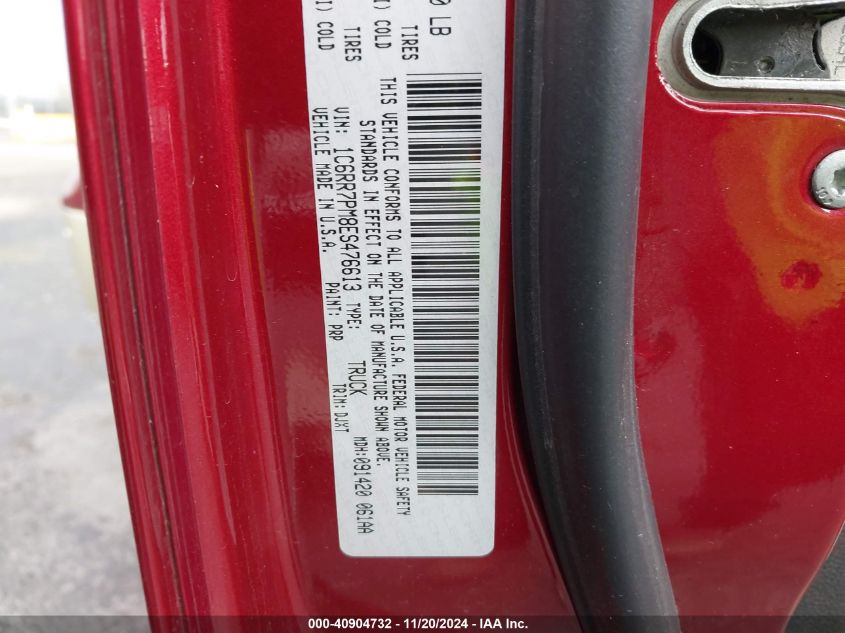 0 LB
TIRES
I) COLD
TIRES
I) COLD
THIS VEHICLE CONFORMS TO ALL APPLICABLE U.S.A. FEDERAL MOTOR VEHICLE SAFETY
STANDARDS IN EFFECT ON THE DATE OF MANUFACTURE SHOWN ABOVE.
VIN: 1C6RR7PM8ES476613 TYPE: TRUCK MDH:091420 061AA
VEHICLE MADE IN U.S.A. PAINT: PRP TRIM: DJXT
000-40904732 - 11/20/2024 - IAA Inc.